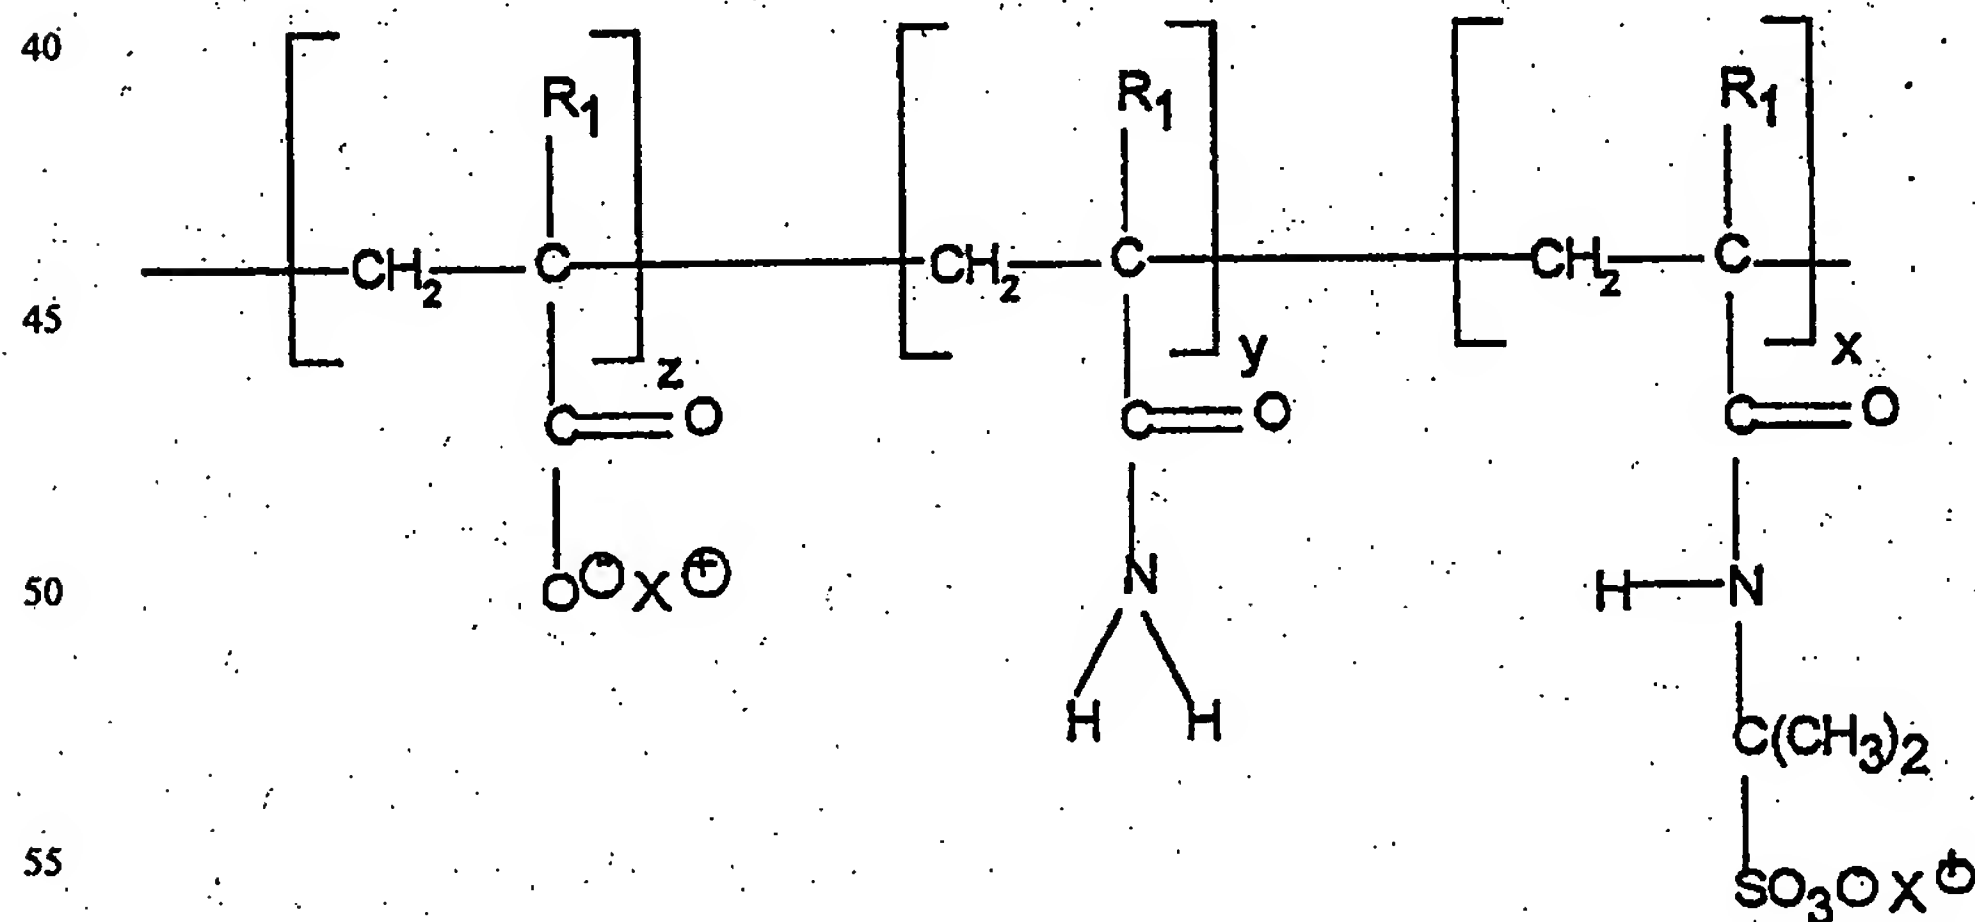 40
R1 R1 R1
CH2 C CH2 C CH2 C
45
z y x
C O C O C O
50
O⊖X⊕ N H N
H H
C(CH3)2
55
SO3⊖X⊕